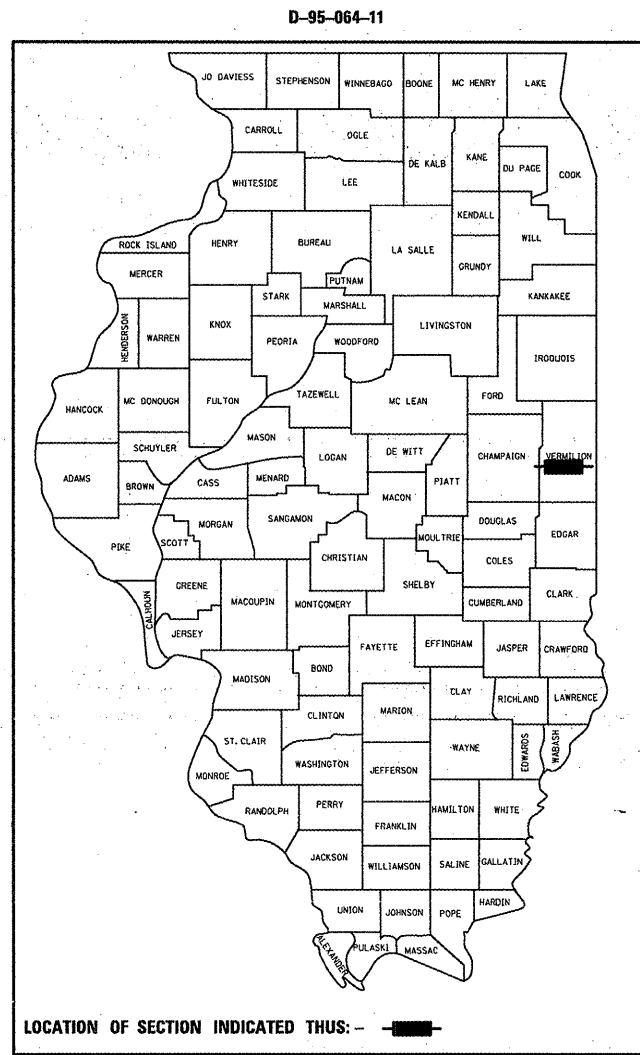 D-95-064-11
JO DAVIESS STEPHENSON WINNEBAGO BOONE MC HENRY LAKE
CARROLL OGLE DE KALB KANE DU PAGE COOK
WHITESIDE LEE KENDALL WILL
ROCK ISLAND HENRY BUREAU LA SALLE GRUNDY
MERCER PUTNAM KANKAKEE
HENDERSON WARREN KNOX STARK MARSHALL LIVINGSTON
PEORIA WOODFORD IROQUOIS
HANCOCK MC DONOUGH FULTON TAZEWELL MC LEAN FORD
MASON
SCHUYLER LOGAN DE WITT CHAMPAIGN VERMILION
ADAMS BROWN CASS MENARD MACON PIATT
PIKE SCOTT MORGAN SANGAMON MOULTRIE DOUGLAS EDGAR
CHRISTIAN COLES
CALHOUN GREENE MACOUPIN MONTGOMERY SHELBY CUMBERLAND CLARK
JERSEY FAYETTE EFFINGHAM JASPER CRAWFORD
MADISON BOND CLAY RICHLAND LAWRENCE
CLINTON MARION
ST. CLAIR WAYNE EDWARDS WABASH
MONROE WASHINGTON JEFFERSON
RANDOLPH PERRY HAMILTON WHITE
FRANKLIN
JACKSON WILLIAMSON SALINE GALLATIN
UNION JOHNSON POPE HARDIN
ALEXANDER PULASKI MASSAC
LOCATION OF SECTION INDICATED THUS: -